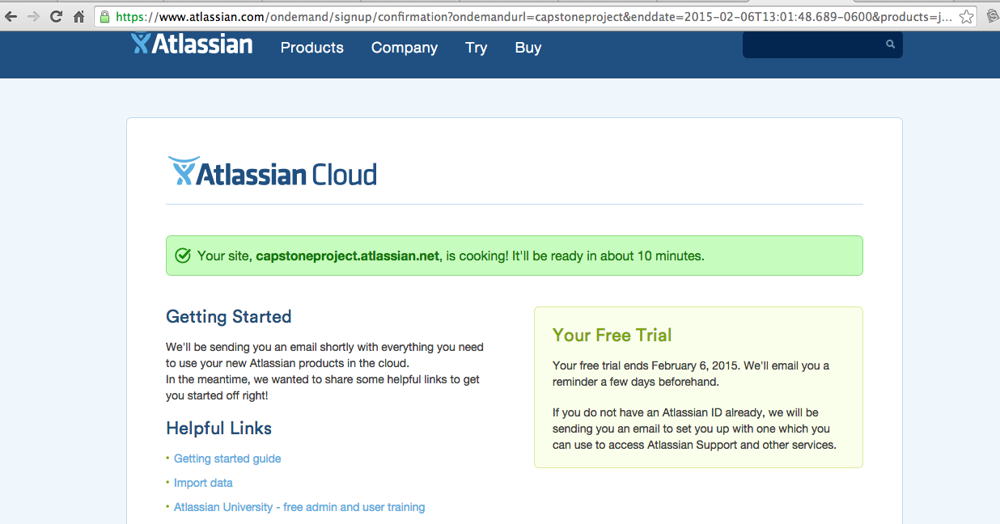 https://www.atlassian.com/ondemand/signup/confirmation?ondemandurl=capstoneproject&enddate=2015-02-06T13:01:48.689-0600&products=j...
Atlassian Products Company Try Buy
Atlassian Cloud
Your site, capstoneproject.atlassian.net, is cooking! It'll be ready in about 10 minutes.
Getting Started
We'll be sending you an email shortly with everything you need
to use your new Atlassian products in the cloud.
In the meantime, we wanted to share some helpful links to get
you started off right!
Helpful Links
• Getting started guide
• Import data
• Atlassian University - free admin and user training
Your Free Trial
Your free trial ends February 6, 2015. We'll email you a
reminder a few days beforehand.
If you do not have an Atlassian ID already, we will be
sending you an email to set you up with one which you
can use to access Atlassian Support and other services.